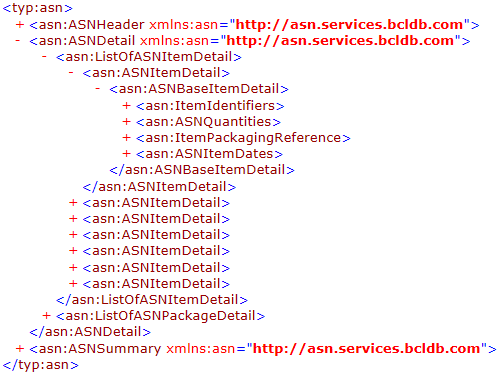 <typ:asn>
+ <asn:ASNHeader xmlns:asn="http://asn.services.bcldb.com">
- <asn:ASNDetail xmlns:asn="http://asn.services.bcldb.com">
- <asn:ListOfASNItemDetail>
- <asn:ASNItemDetail>
- <asn:ASNBaseItemDetail>
+ <asn:ItemIdentifiers>
+ <asn:ASNQuantities>
+ <asn:ItemPackagingReference>
+ <asn:ASNItemDates>
</asn:ASNBaseItemDetail>
</asn:ASNItemDetail>
+ <asn:ASNItemDetail>
+ <asn:ASNItemDetail>
+ <asn:ASNItemDetail>
+ <asn:ASNItemDetail>
+ <asn:ASNItemDetail>
+ <asn:ASNItemDetail>
</asn:ListOfASNItemDetail>
+ <asn:ListOfASNPackageDetail>
</asn:ASNDetail>
+ <asn:ASNSummary xmlns:asn="http://asn.services.bcldb.com">
</typ:asn>